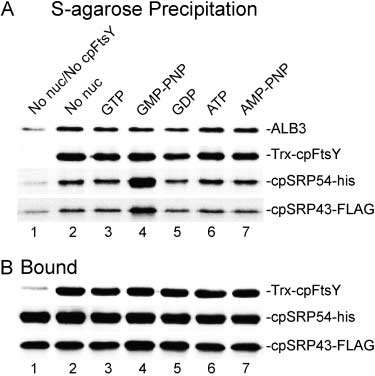 A S-agarose Precipitation
No nuc/No cpFtsY No nuc GTP GMP-PNP GDP ATP AMP-PNP
-ALB3
-Trx-cpFtsY
-cpSRP54-his
-cpSRP43-FLAG
1 2 3 4 5 6 7
B Bound
-Trx-cpFtsY
-cpSRP54-his
-cpSRP43-FLAG
1 2 3 4 5 6 7